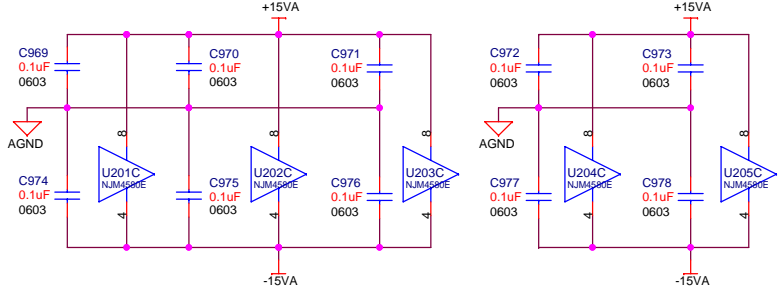 +15VA
+15VA
C969
0.1uF
0603
C970
0.1uF
0603
C971
0.1uF
0603
C972
0.1uF
0603
C973
0.1uF
0603
AGND
AGND
8
8
8
8
8
U201C
NJM4580E
U202C
NJM4580E
U203C
NJM4580E
U204C
NJM4580E
U205C
NJM4580E
C974
0.1uF
0603
C975
0.1uF
0603
C976
0.1uF
0603
C977
0.1uF
0603
C978
0.1uF
0603
4
4
4
4
4
-15VA
-15VA